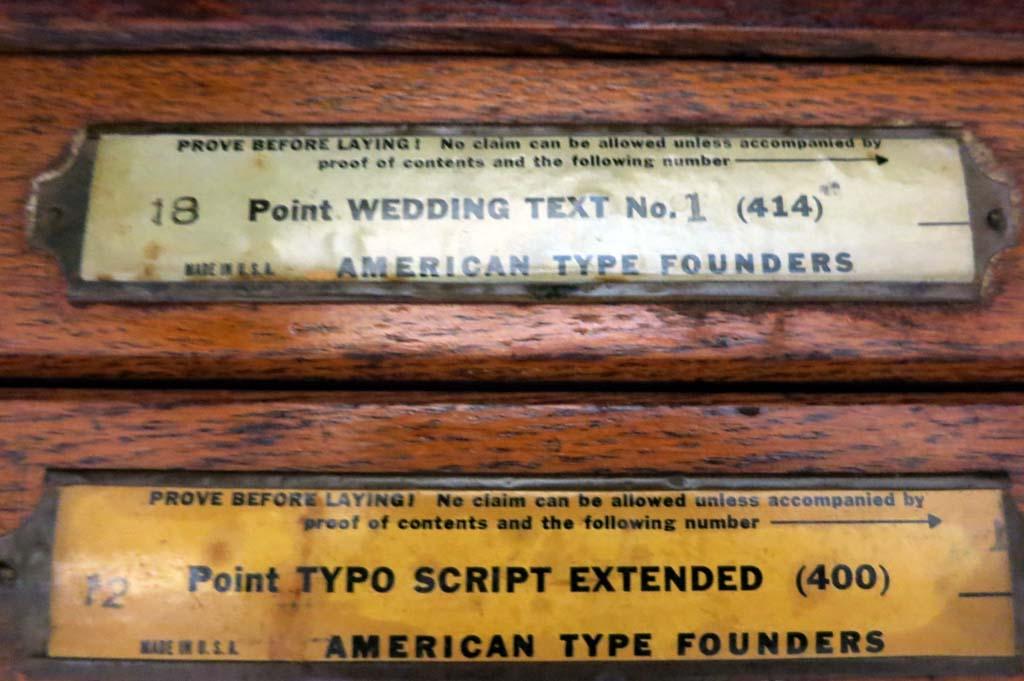 PROVE BEFORE LAYING! No claim can be allowed unless accompanied by
proof of contents and the following number
18 Point WEDDING TEXT No. 1 (414)
MADE IN U.S.A. AMERICAN TYPE FOUNDERS
PROVE BEFORE LAYING! No claim can be allowed unless accompanied by
proof of contents and the following number
12 Point TYPO SCRIPT EXTENDED (400)
MADE IN U.S.A. AMERICAN TYPE FOUNDERS